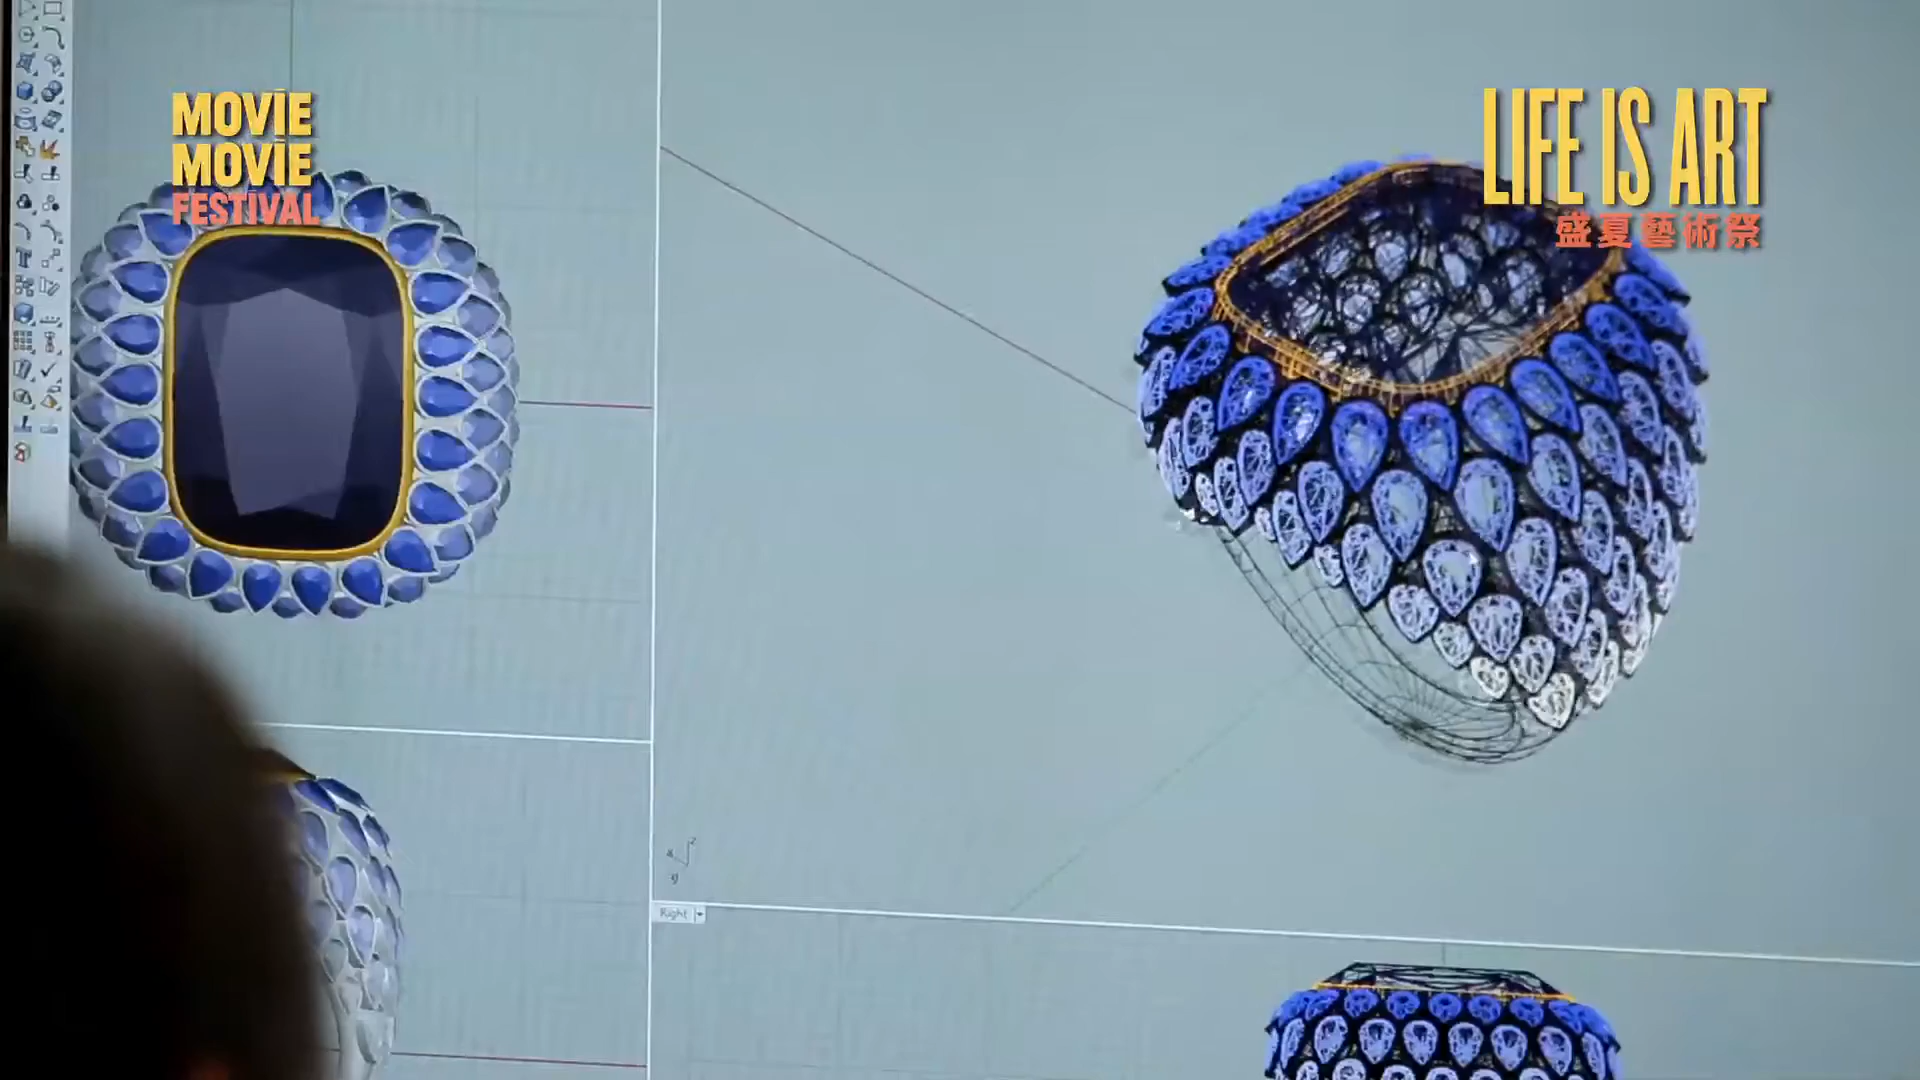 MOVIE
MOVIE
FESTIVAL
LIFE IS ART
盛夏藝術祭
z
x
y
Right